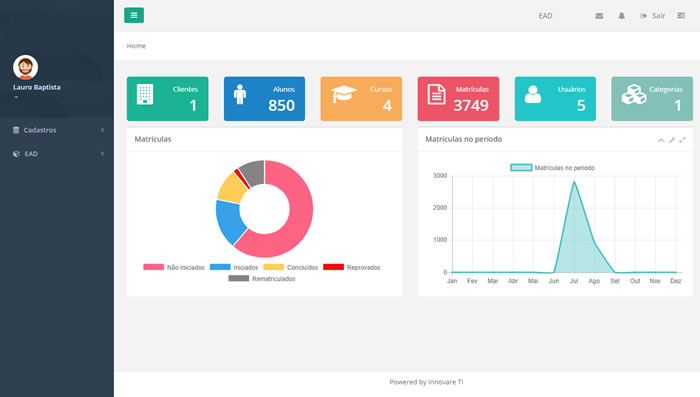 EAD
Sair
Home
Lauro Baptista
Cadastros
EAD
Clientes
1
Alunos
850
Cursos
4
Matrículas
3749
Usuários
5
Categorias
1
Matrículas
Não Iniciados Iniciados Concluídos Reprovados
Rematriculados
Matrículas no período
Matrículas no período
3000
2000
1000
0
Jan Fev Mar Abr Mai Jun Jul Ago Set Out Nov Dez
Powered by Innovare TI